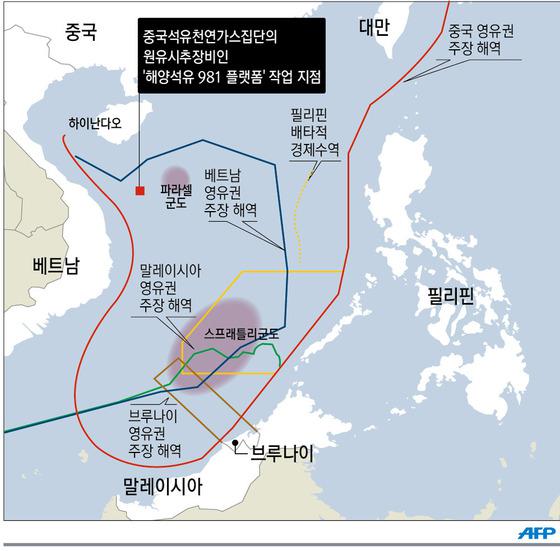 중국
중국석유천연가스집단의
원유시추장비인
'해양석유 981 플랫폼' 작업 지점
대만
중국 영유권
주장 해역
하이난다오
필리핀
배타적
경제수역
파라셀
군도
베트남
영유권
주장 해역
베트남
말레이시아
영유권
주장 해역
필리핀
스프래틀리군도
브루나이
영유권
주장 해역
브루나이
말레이시아
AFP